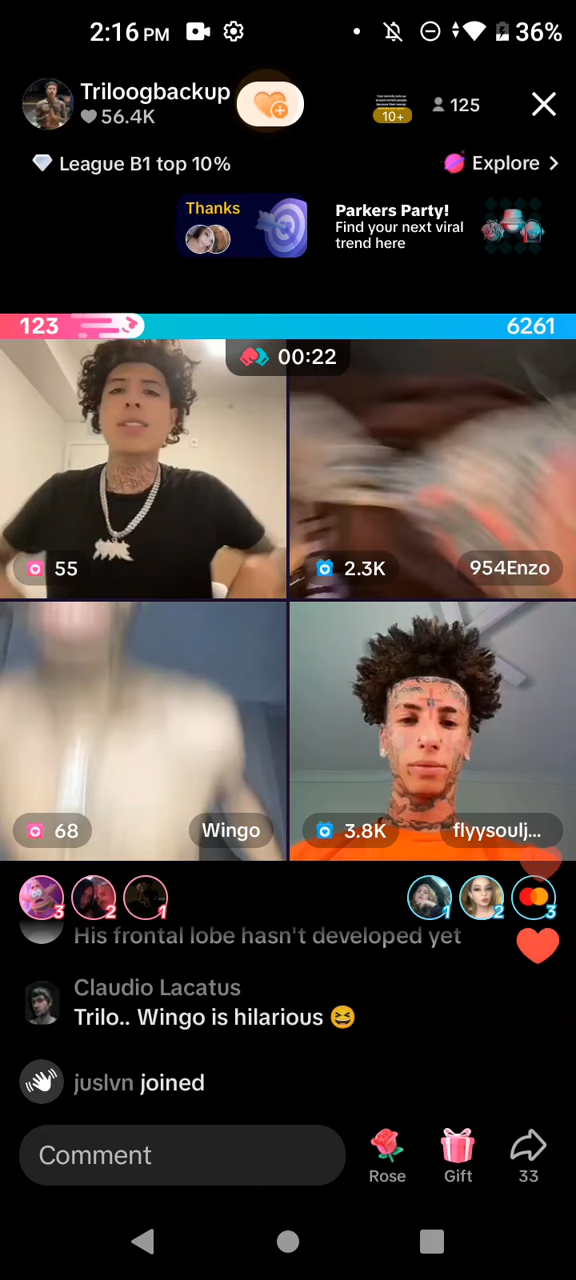 2:16 PM
36%
Triloogbackup
56.4K
10+
125
League B1 top 10%
Explore
Thanks
Parkers Party!
Find your next viral
trend here
123
6261
00:22
55
2.3K
954Enzo
68
Wingo
3.8K
flyysoulj...
3
2
1
1
2
3
His frontal lobe hasn't developed yet
Claudio Lacatus
Trilo.. Wingo is hilarious 😆
juslvn joined
Comment
Rose
Gift
33